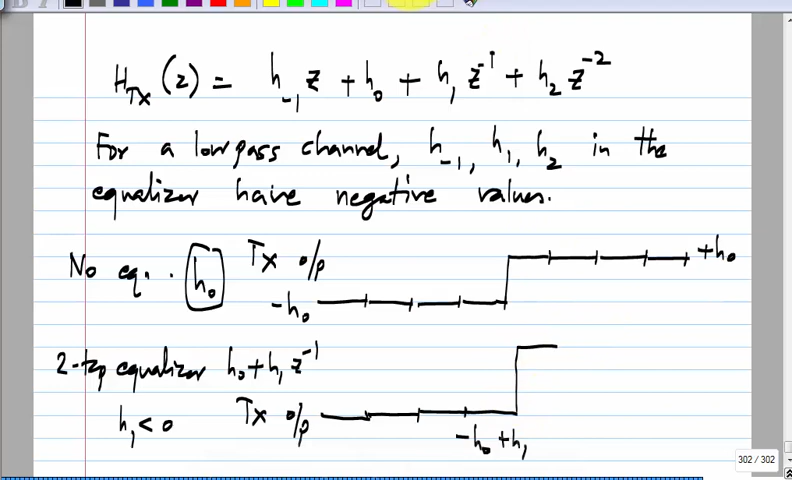 H_TX (z) = h_-1 z + h_0 + h_1 z^-1 + h_2 z^-2
For a lowpass channel, h_-1, h_1, h_2 in the
equalizer have negative values.
No eq. . h_0 Tx o/p +h_0
-h_0
2-tap equalizer h_0 + h_1 z^-1
h_1 < 0 Tx o/p
-h_0 + h_1
302 / 302